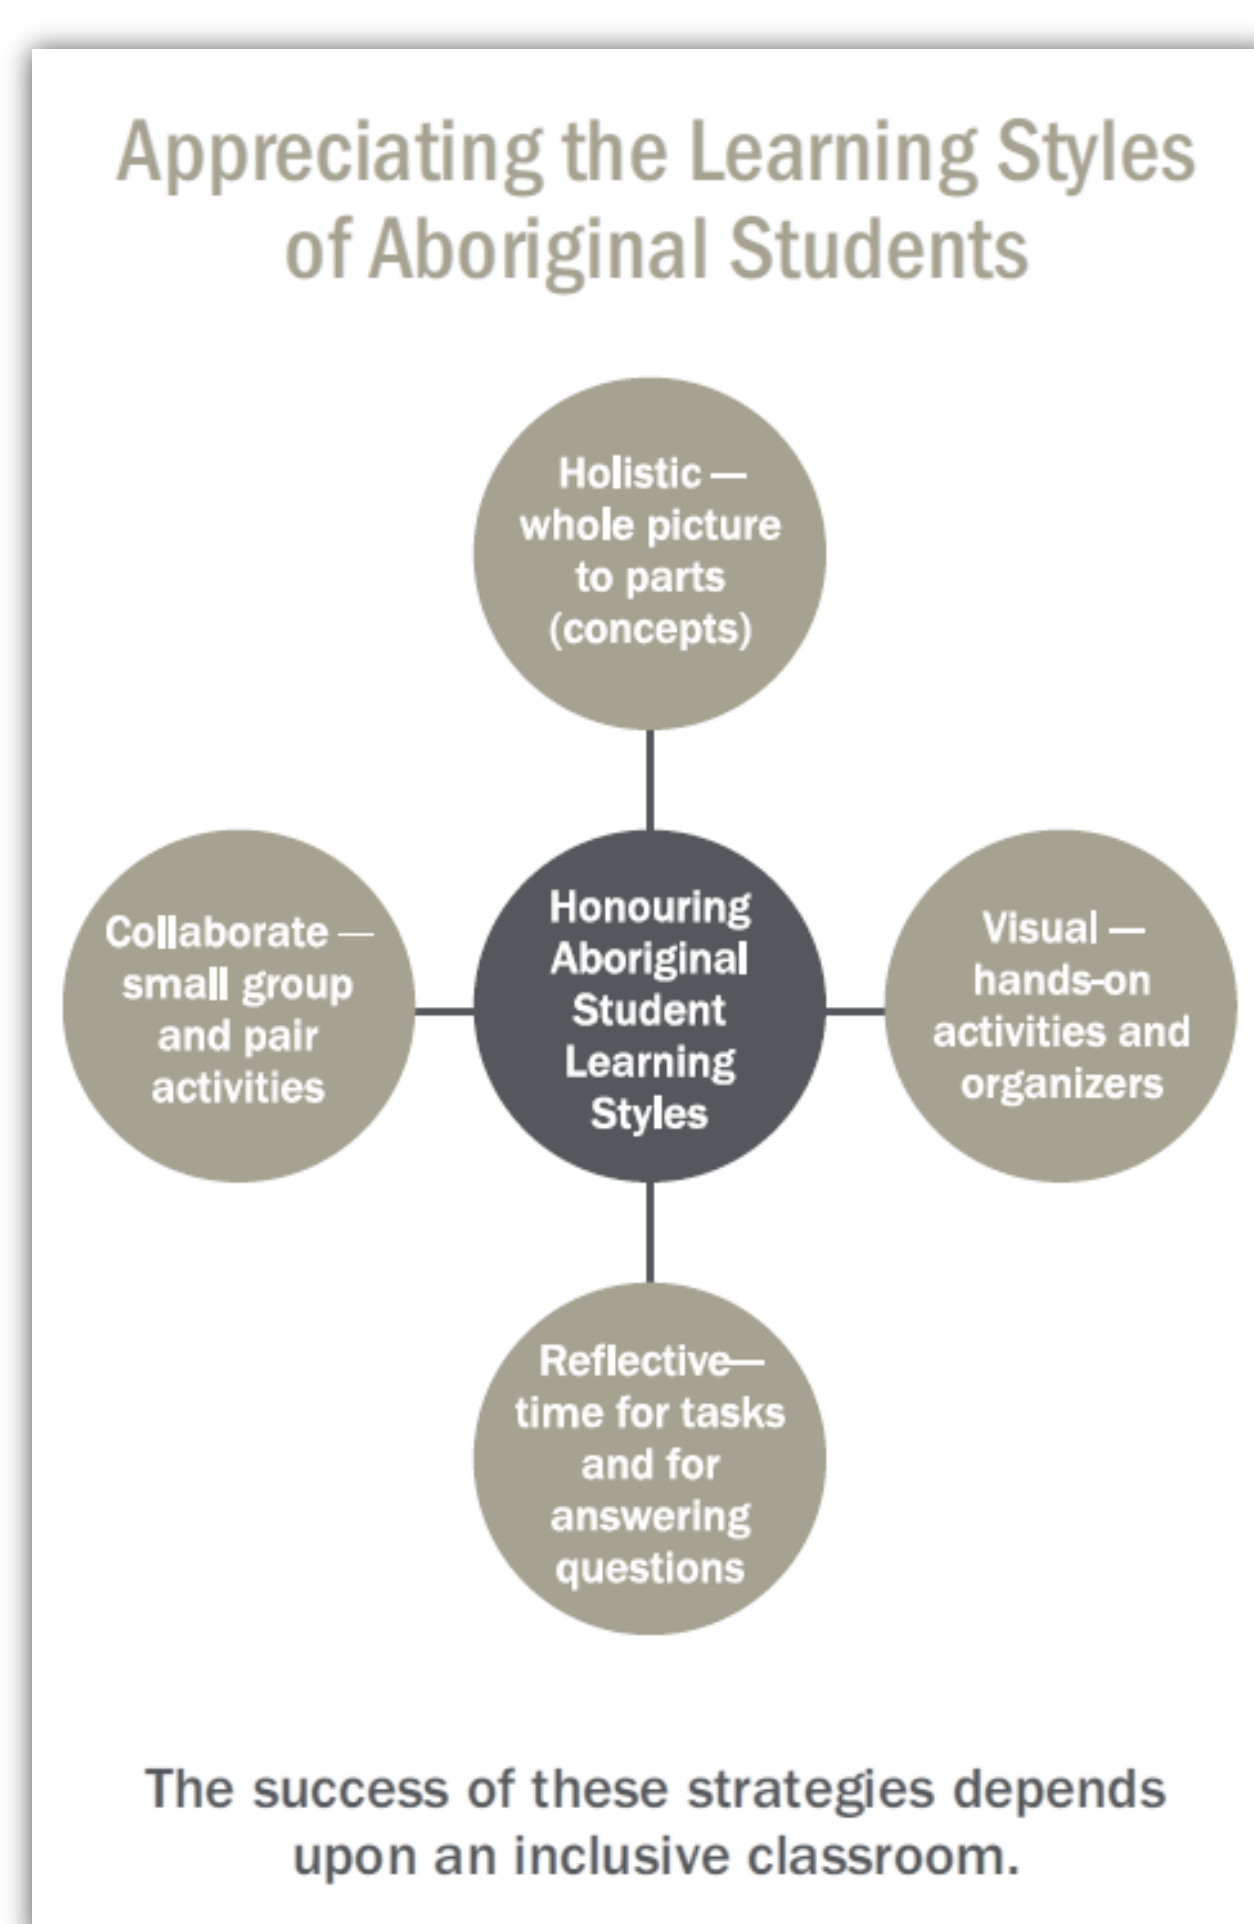 Appreciating the Learning Styles
of Aboriginal Students
Holistic —
whole picture
to parts
(concepts)
Collaborate —
small group
and pair
activities
Honouring
Aboriginal
Student
Learning
Styles
Visual —
hands-on
activities and
organizers
Reflective—
time for tasks
and for
answering
questions
The success of these strategies depends
upon an inclusive classroom.